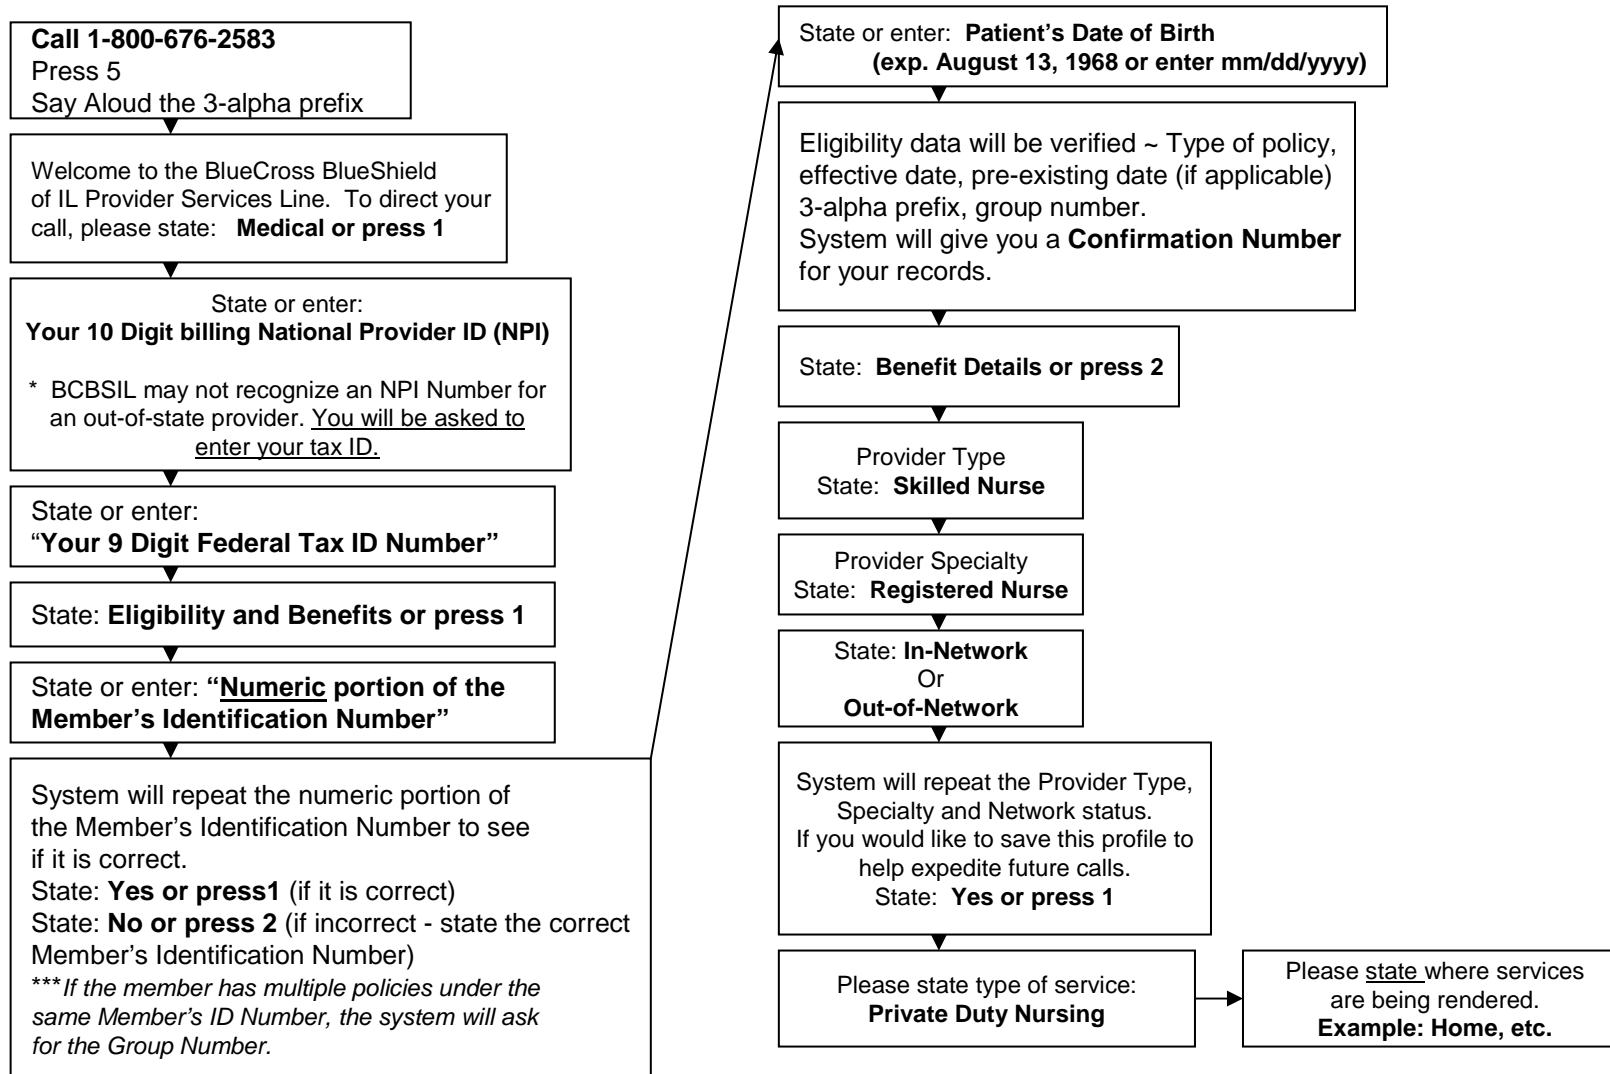 Call 1-800-676-2583
Press 5
Say Aloud the 3-alpha prefix
Welcome to the BlueCross BlueShield
of IL Provider Services Line. To direct your
call, please state: Medical or press 1
State or enter:
Your 10 Digit billing National Provider ID (NPI)
* BCBSIL may not recognize an NPI Number for
an out-of-state provider. You will be asked to
enter your tax ID.
State or enter:
“Your 9 Digit Federal Tax ID Number”
State: Eligibility and Benefits or press 1
State or enter: “Numeric portion of the
Member’s Identification Number”
System will repeat the numeric portion of
the Member’s Identification Number to see
if it is correct.
State: Yes or press1 (if it is correct)
State: No or press 2 (if incorrect - state the correct
Member’s Identification Number)
***If the member has multiple policies under the
same Member’s ID Number, the system will ask
for the Group Number.
State or enter: Patient’s Date of Birth
(exp. August 13, 1968 or enter mm/dd/yyyy)
Eligibility data will be verified ~ Type of policy,
effective date, pre-existing date (if applicable)
3-alpha prefix, group number.
System will give you a Confirmation Number
for your records.
State: Benefit Details or press 2
Provider Type
State: Skilled Nurse
Provider Specialty
State: Registered Nurse
State: In-Network
Or
Out-of-Network
System will repeat the Provider Type,
Specialty and Network status.
If you would like to save this profile to
help expedite future calls.
State: Yes or press 1
Please state type of service:
Private Duty Nursing
Please state where services
are being rendered.
Example: Home, etc.